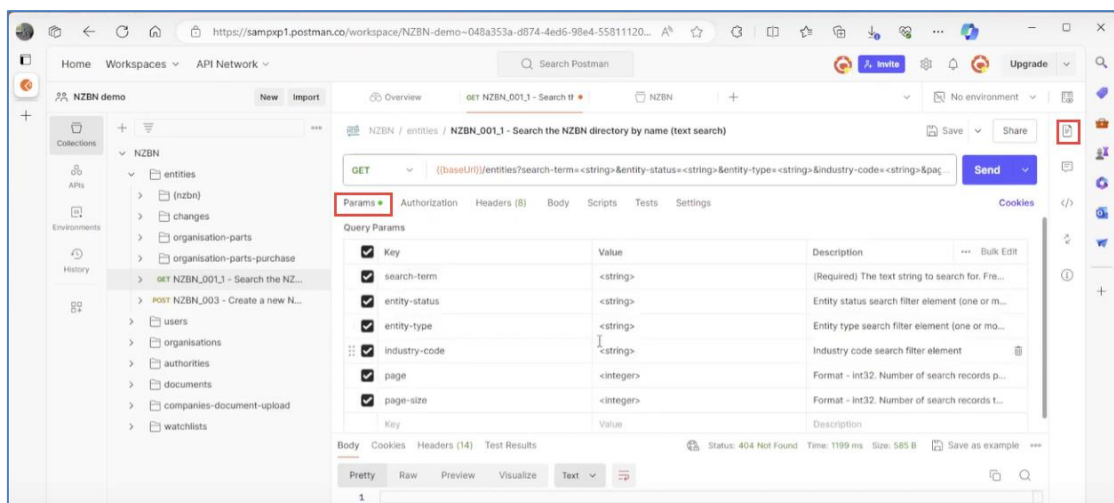 https://sampxp1.postman.co/workspace/NZBN-demo~048a353a-d874-4ed6-98e4-55811120...
Home Workspaces API Network Search Postman Invite Upgrade
NZBN demo New Import Overview GET NZBN_001_1 - Search tl NZBN No environment
Collections
APIs
Environments
History
NZBN
entities
{nzbn}
changes
organisation-parts
organisation-parts-purchase
GET NZBN_001_1 - Search the NZ...
POST NZBN_003 - Create a new N...
users
organisations
authorities
documents
companies-document-upload
watchlists
NZBN / entities / NZBN_001_1 - Search the NZBN directory by name (text search) Save Share
GET {{baseUrl}}/entities?search-term=<string>&entity-status=<string>&entity-type=<string>&industry-code=<string>&pag... Send
Params Authorization Headers (8) Body Scripts Tests Settings Cookies
Query Params
Key Value Description Bulk Edit
search-term <string> (Required) The text string to search for. Fre...
entity-status <string> Entity status search filter element (one or m...
entity-type <string> Entity type search filter element (one or mo...
industry-code <string> Industry code search filter element
page <integer> Format - int32. Number of search records p...
page-size <integer> Format - int32. Number of search records t...
Key Value Description
Body Cookies Headers (14) Test Results Status: 404 Not Found Time: 1199 ms Size: 585 B Save as example
Pretty Raw Preview Visualize Text
1